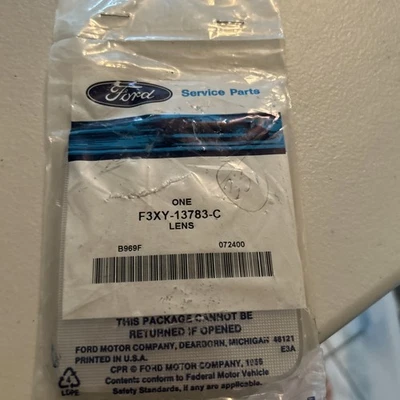 Ford Service Parts
ONE
F3XY-13783-C
LENS
B969F 072400
THIS PACKAGE CANNOT BE
RETURNED IF OPENED
FORD MOTOR COMPANY, DEARBORN, MICHIGAN 48121
PRINTED IN U.S.A. E3A
CPR © FORD MOTOR COMPANY,
Contents conform to Federal Motor Vehicle
Safety Standards, if any are applicable.
4
LDPE